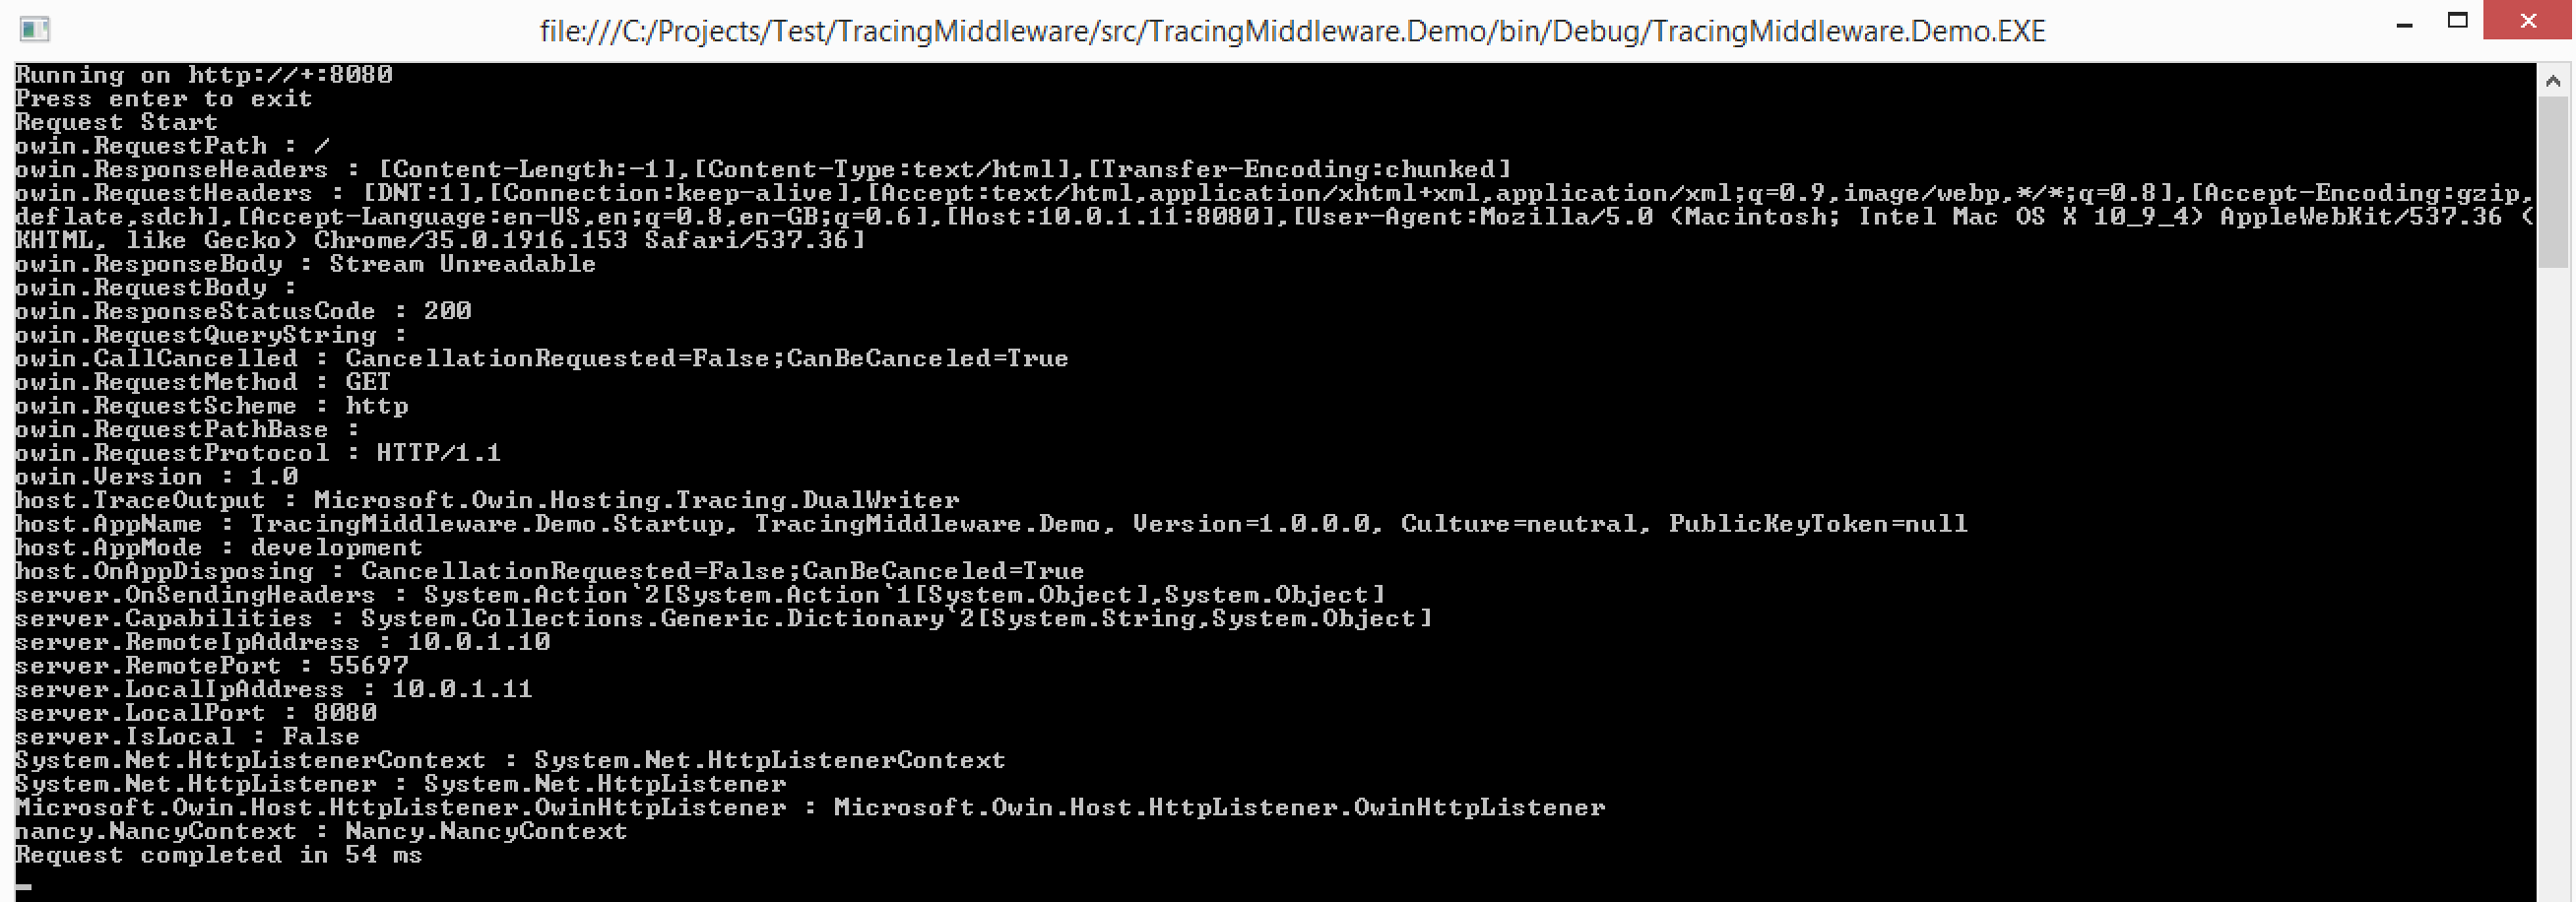 file:///C:/Projects/Test/TracingMiddleware/src/TracingMiddleware.Demo/bin/Debug/TracingMiddleware.Demo.EXE
Running on http://+:8080
Press enter to exit
Request Start
owin.RequestPath : /
owin.ResponseHeaders : [Content-Length:-1],[Content-Type:text/html],[Transfer-Encoding:chunked]
owin.RequestHeaders : [DNT:1],[Connection:keep-alive],[Accept:text/html,application/xhtml+xml,application/xml;q=0.9,image/webp,*/*;q=0.8],[Accept-Encoding:gzip,
deflate,sdch],[Accept-Language:en-US,en;q=0.8,en-GB;q=0.6],[Host:10.0.1.11:8080],[User-Agent:Mozilla/5.0 (Macintosh; Intel Mac OS X 10_9_4) AppleWebKit/537.36 (
KHTML, like Gecko) Chrome/35.0.1916.153 Safari/537.36]
owin.ResponseBody : Stream Unreadable
owin.RequestBody :
owin.ResponseStatusCode : 200
owin.RequestQueryString :
owin.CallCancelled : CancellationRequested=False;CanBeCanceled=True
owin.RequestMethod : GET
owin.RequestScheme : http
owin.RequestPathBase :
owin.RequestProtocol : HTTP/1.1
owin.Version : 1.0
host.TraceOutput : Microsoft.Owin.Hosting.Tracing.DualWriter
host.AppName : TracingMiddleware.Demo.Startup, TracingMiddleware.Demo, Version=1.0.0.0, Culture=neutral, PublicKeyToken=null
host.AppMode : development
host.OnAppDisposing : CancellationRequested=False;CanBeCanceled=True
server.OnSendingHeaders : System.Action`2[System.Action`1[System.Object],System.Object]
server.Capabilities : System.Collections.Generic.Dictionary`2[System.String,System.Object]
server.RemoteIpAddress : 10.0.1.10
server.RemotePort : 55697
server.LocalIpAddress : 10.0.1.11
server.LocalPort : 8080
server.IsLocal : False
System.Net.HttpListenerContext : System.Net.HttpListenerContext
System.Net.HttpListener : System.Net.HttpListener
Microsoft.Owin.Host.HttpListener.OwinHttpListener : Microsoft.Owin.Host.HttpListener.OwinHttpListener
nancy.NancyContext : Nancy.NancyContext
Request completed in 54 ms